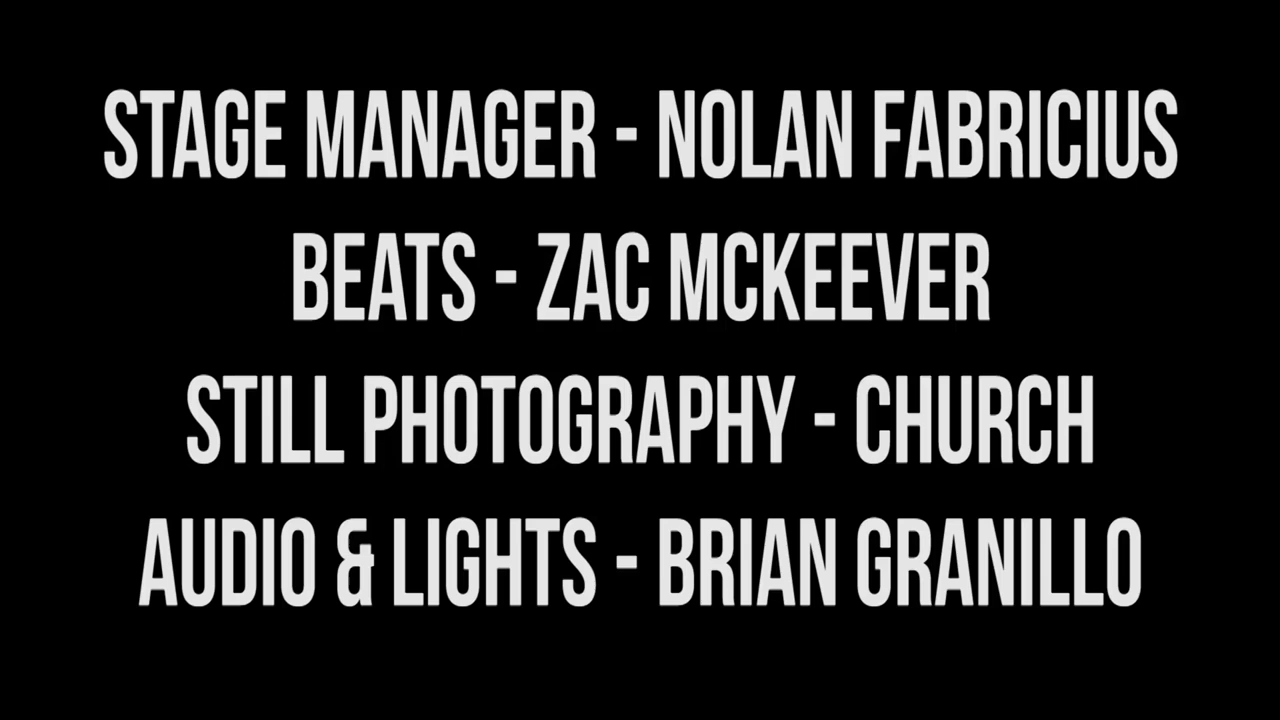 STAGE MANAGER - NOLAN FABRICIUS
BEATS - ZAC MCKEEVER
STILL PHOTOGRAPHY - CHURCH
AUDIO & LIGHTS - BRIAN GRANILLO